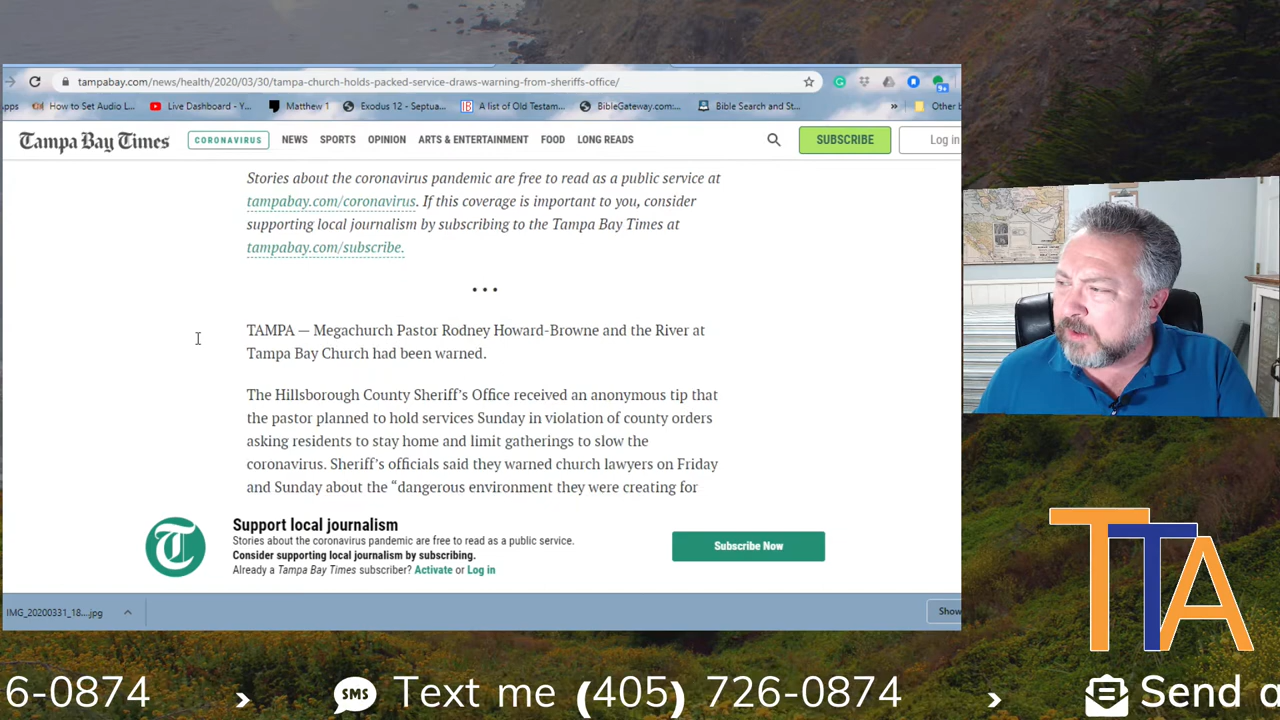 tampabay.com/news/health/2020/03/30/tampa-church-holds-packed-service-draws-warning-from-sheriffs-office/
How to Set Audio L... Live Dashboard - Y... Matthew 1 Exodus 12 - Septua... A list of Old Testam... BibleGateway.com:... Bible Search and St... » Other b
9+
Tampa Bay Times CORONAVIRUS NEWS SPORTS OPINION ARTS & ENTERTAINMENT FOOD LONG READS SUBSCRIBE Log in
Stories about the coronavirus pandemic are free to read as a public service at
tampabay.com/coronavirus. If this coverage is important to you, consider
supporting local journalism by subscribing to the Tampa Bay Times at
tampabay.com/subscribe.
• • •
TAMPA — Megachurch Pastor Rodney Howard-Browne and the River at
Tampa Bay Church had been warned.
The Hillsborough County Sheriff's Office received an anonymous tip that
the pastor planned to hold services Sunday in violation of county orders
asking residents to stay home and limit gatherings to slow the
coronavirus. Sheriff's officials said they warned church lawyers on Friday
and Sunday about the “dangerous environment they were creating for
Support local journalism
Stories about the coronavirus pandemic are free to read as a public service.
Consider supporting local journalism by subscribing.
Already a Tampa Bay Times subscriber? Activate or Log in
Subscribe Now
IMG_20200331_18....jpg
Show
TTA
6-0874 > SMS Text me (405) 726-0874 > Send a